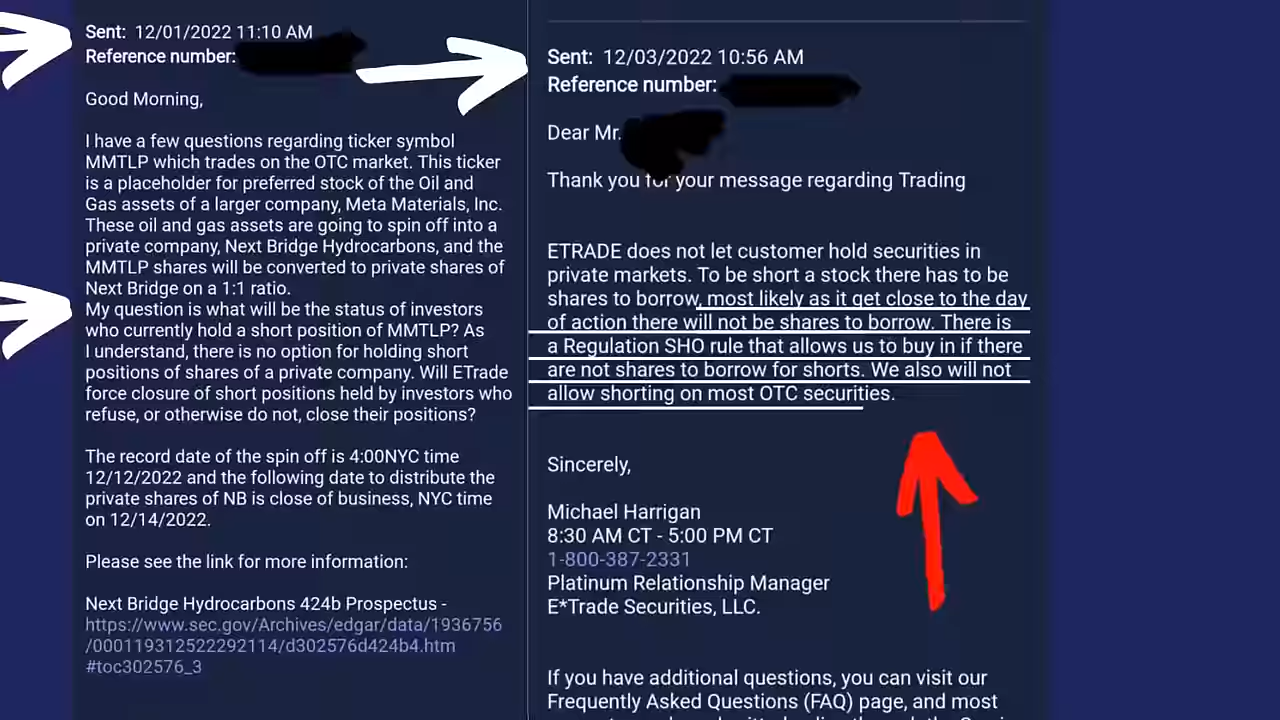 Sent: 12/01/2022 11:10 AM
Reference number:
Good Morning,
I have a few questions regarding ticker symbol
MMTLP which trades on the OTC market. This ticker
is a placeholder for preferred stock of the Oil and
Gas assets of a larger company, Meta Materials, Inc.
These oil and gas assets are going to spin off into a
private company, Next Bridge Hydrocarbons, and the
MMTLP shares will be converted to private shares of
Next Bridge on a 1:1 ratio.
My question is what will be the status of investors
who currently hold a short position of MMTLP? As
I understand, there is no option for holding short
positions of shares of a private company. Will ETrade
force closure of short positions held by investors who
refuse, or otherwise do not, close their positions?
The record date of the spin off is 4:00NYC time
12/12/2022 and the following date to distribute the
private shares of NB is close of business, NYC time
on 12/14/2022.
Please see the link for more information:
Next Bridge Hydrocarbons 424b Prospectus -
https://www.sec.gov/Archives/edgar/data/1936756
/000119312522292114/d302576d424b4.htm
#toc302576_3
Sent: 12/03/2022 10:56 AM
Reference number:
Dear Mr.
Thank you for your message regarding Trading
ETRADE does not let customer hold securities in
private markets. To be short a stock there has to be
shares to borrow, most likely as it get close to the day
of action there will not be shares to borrow. There is
a Regulation SHO rule that allows us to buy in if there
are not shares to borrow for shorts. We also will not
allow shorting on most OTC securities.
Sincerely,
Michael Harrigan
8:30 AM CT - 5:00 PM CT
1-800-387-2331
Platinum Relationship Manager
E*Trade Securities, LLC.
If you have additional questions, you can visit our
Frequently Asked Questions (FAQ) page, and most